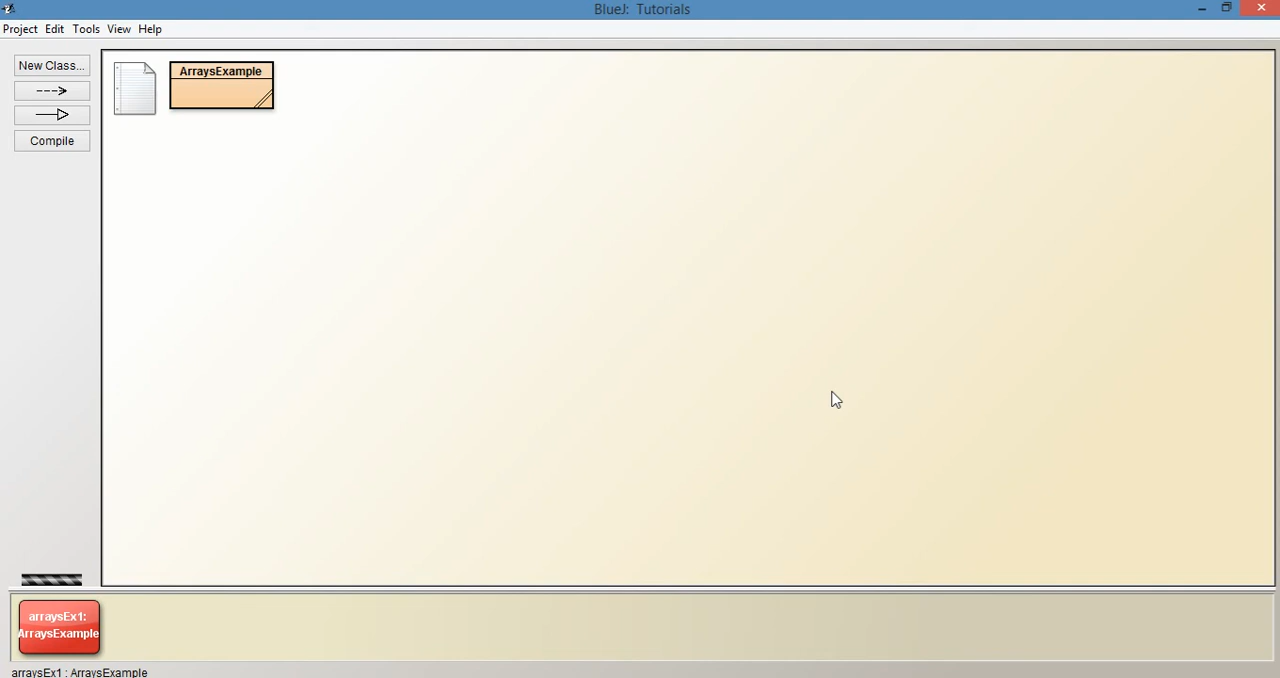 BlueJ: Tutorials
Project Edit Tools View Help
New Class...
Compile
ArraysExample
arraysEx1:
ArraysExample
arraysEx1 : ArraysExample